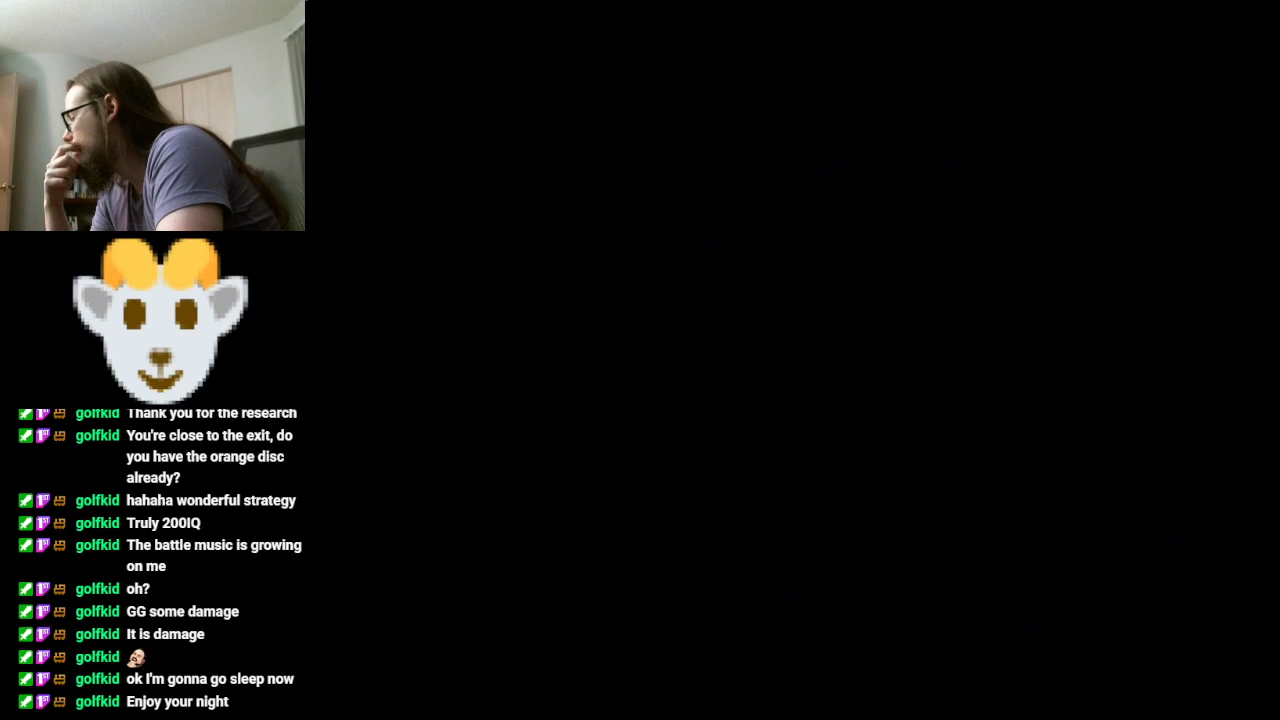 golfkid Thank you for the research
golfkid You're close to the exit, do
you have the orange disc
already?
golfkid hahaha wonderful strategy
golfkid Truly 200IQ
golfkid The battle music is growing
on me
golfkid oh?
golfkid GG some damage
golfkid It is damage
golfkid
golfkid ok I'm gonna go sleep now
golfkid Enjoy your night